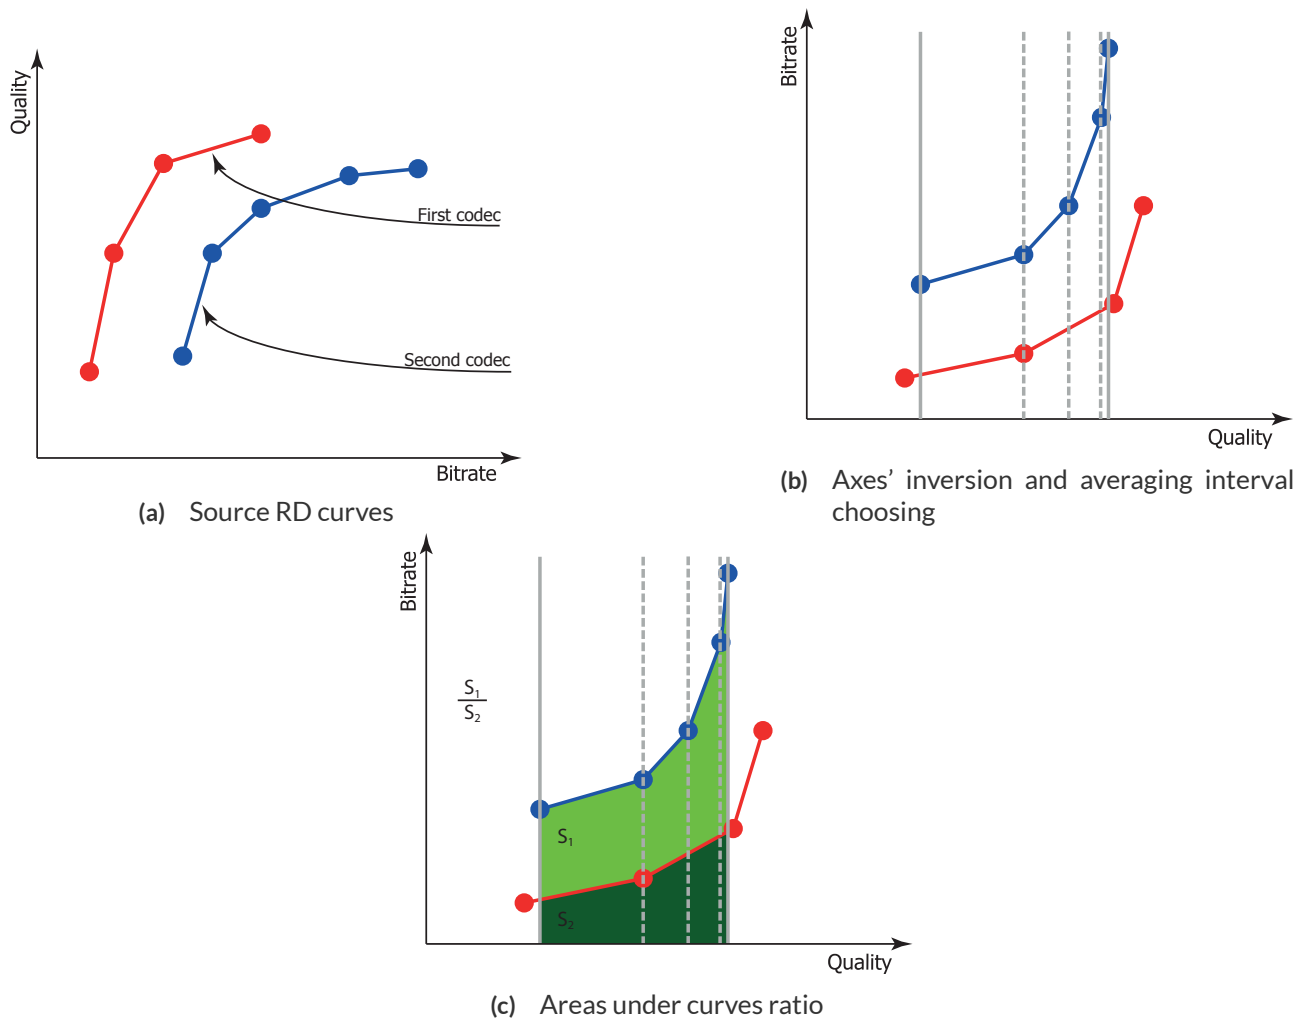 Quality
First codec
Second codec
Bitrate
(a) Source RD curves
Bitrate
Quality
(b) Axes’ inversion and averaging interval
choosing
Bitrate
S₁
S₂
S₁
S₂
Quality
(c) Areas under curves ratio